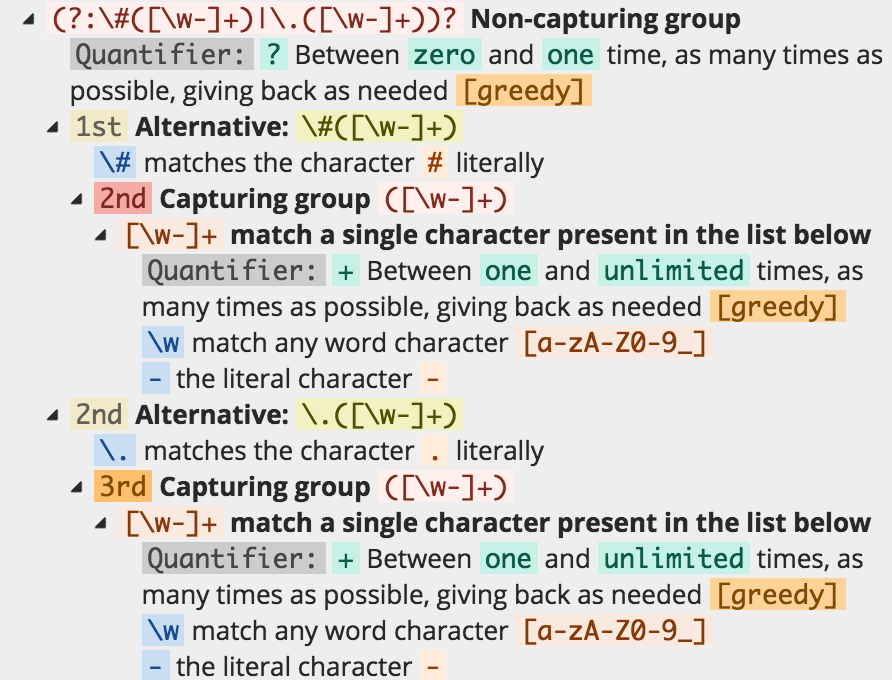 (?:\#([\w-]+)|\.([\w-]+))? Non-capturing group
Quantifier: ? Between zero and one time, as many times as
possible, giving back as needed [greedy]
1st Alternative: \#([\w-]+)
\# matches the character # literally
2nd Capturing group ([\w-]+)
[\w-]+ match a single character present in the list below
Quantifier: + Between one and unlimited times, as
many times as possible, giving back as needed [greedy]
\w match any word character [a-zA-Z0-9_]
- the literal character -
2nd Alternative: \.([\w-]+)
\. matches the character . literally
3rd Capturing group ([\w-]+)
[\w-]+ match a single character present in the list below
Quantifier: + Between one and unlimited times, as
many times as possible, giving back as needed [greedy]
\w match any word character [a-zA-Z0-9_]
- the literal character -